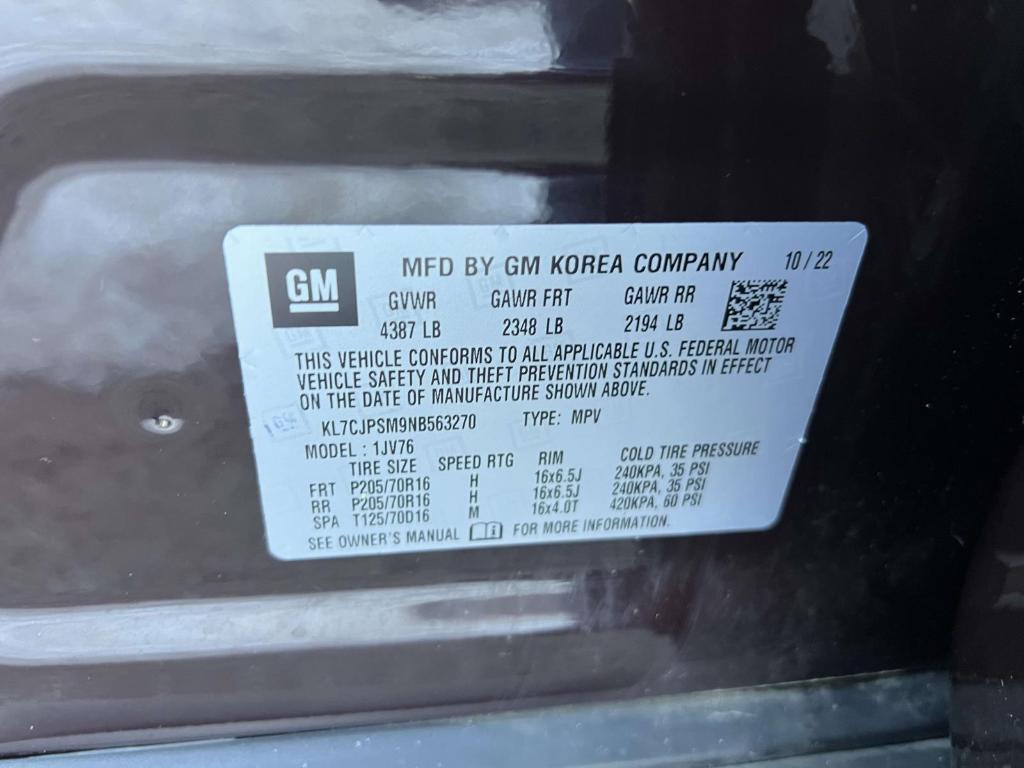 GM MFD BY GM KOREA COMPANY 10/22
GVWR GAWR FRT GAWR RR
4387 LB 2348 LB 2194 LB
THIS VEHICLE CONFORMS TO ALL APPLICABLE U.S. FEDERAL MOTOR
VEHICLE SAFETY AND THEFT PREVENTION STANDARDS IN EFFECT
ON THE DATE OF MANUFACTURE SHOWN ABOVE.
KL7CJPSM9NB563270 TYPE: MPV
MODEL: 1JV76
TIRE SIZE SPEED RTG RIM COLD TIRE PRESSURE
FRT P205/70R16 H 16x6.5J 240KPA, 35 PSI
RR P205/70R16 H 16x6.5J 240KPA, 35 PSI
SPA T125/70D16 M 16x4.0T 420KPA, 60 PSI
SEE OWNER'S MANUAL FOR MORE INFORMATION.